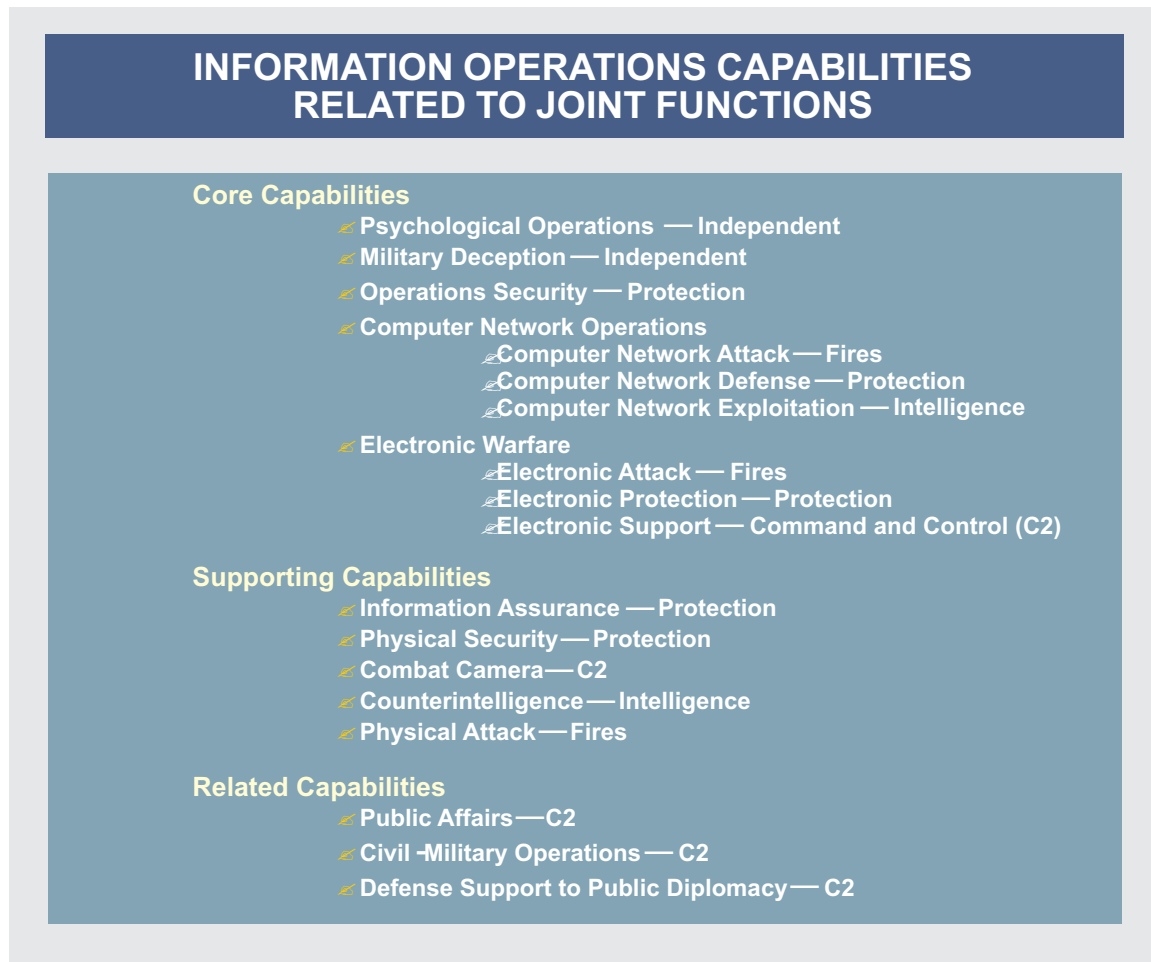 INFORMATION OPERATIONS CAPABILITIES
RELATED TO JOINT FUNCTIONS
Core Capabilities
Psychological Operations — Independent
Military Deception — Independent
Operations Security — Protection
Computer Network Operations
Computer Network Attack — Fires
Computer Network Defense — Protection
Computer Network Exploitation — Intelligence
Electronic Warfare
Electronic Attack — Fires
Electronic Protection — Protection
Electronic Support — Command and Control (C2)
Supporting Capabilities
Information Assurance — Protection
Physical Security — Protection
Combat Camera — C2
Counterintelligence — Intelligence
Physical Attack — Fires
Related Capabilities
Public Affairs — C2
Civil -Military Operations — C2
Defense Support to Public Diplomacy — C2